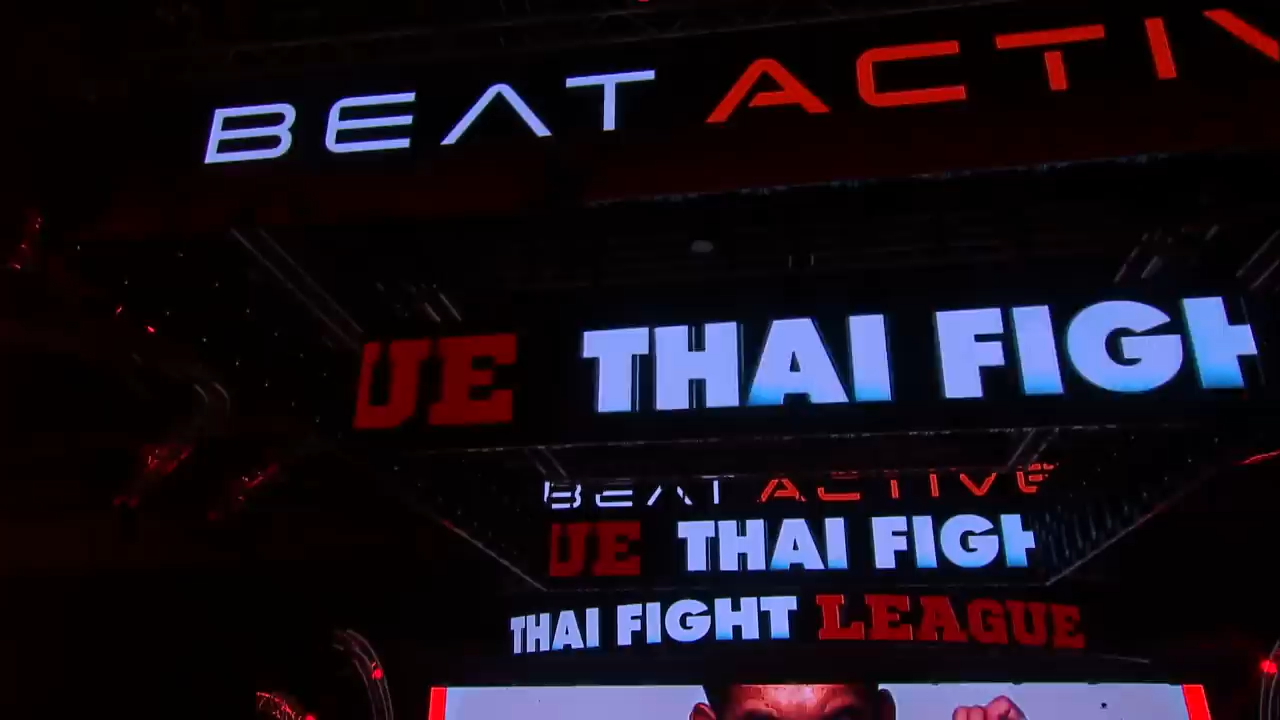 BEAT ACTIV
UE THAI FIGH
BEAT ACTIVE
UE THAI FIGH
THAI FIGHT LEAGUE